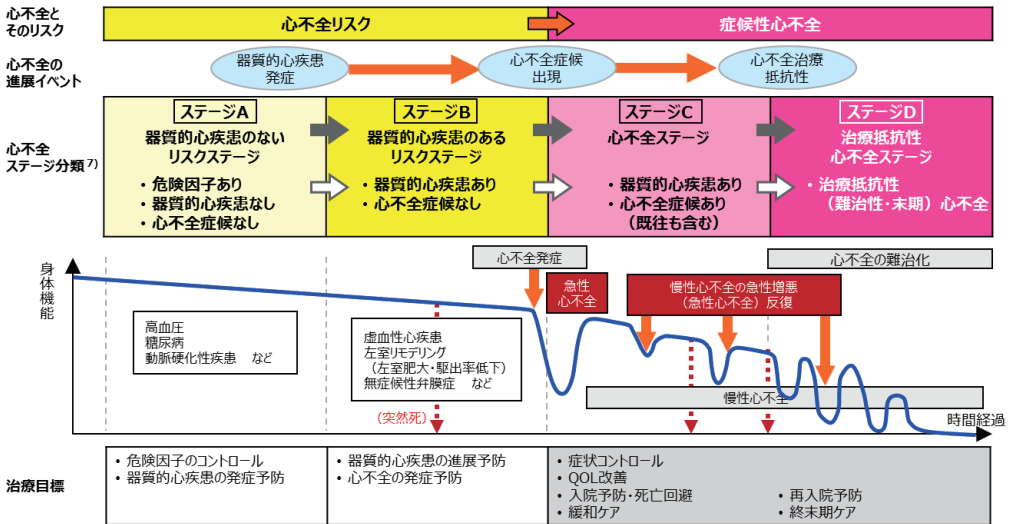 心不全と
そのリスク
心不全リスク
症候性心不全
心不全の
進展イベント
器質的心疾患
発症
心不全症候
出現
心不全治療
抵抗性
心不全
ステージ分類7)
ステージA
器質的心疾患のない
リスクステージ
・危険因子あり
・器質的心疾患なし
・心不全症候なし
ステージB
器質的心疾患のある
リスクステージ
・器質的心疾患あり
・心不全症候なし
ステージC
心不全ステージ
・器質的心疾患あり
・心不全症候あり
（既往も含む）
ステージD
治療抵抗性
心不全ステージ
・治療抵抗性
（難治性・末期）心不全
身体機能
心不全発症
心不全の難治化
急性
心不全
慢性心不全の急性増悪
（急性心不全）反復
高血圧
糖尿病
動脈硬化性疾患　など
虚血性心疾患
左室リモデリング
（左室肥大・駆出率低下）
無症候性弁膜症　など
（突然死）
慢性心不全
時間経過
治療目標
・危険因子のコントロール
・器質的心疾患の発症予防
・器質的心疾患の進展予防
・心不全の発症予防
・症状コントロール
・QOL改善
・入院予防・死亡回避
・緩和ケア
・再入院予防
・終末期ケア